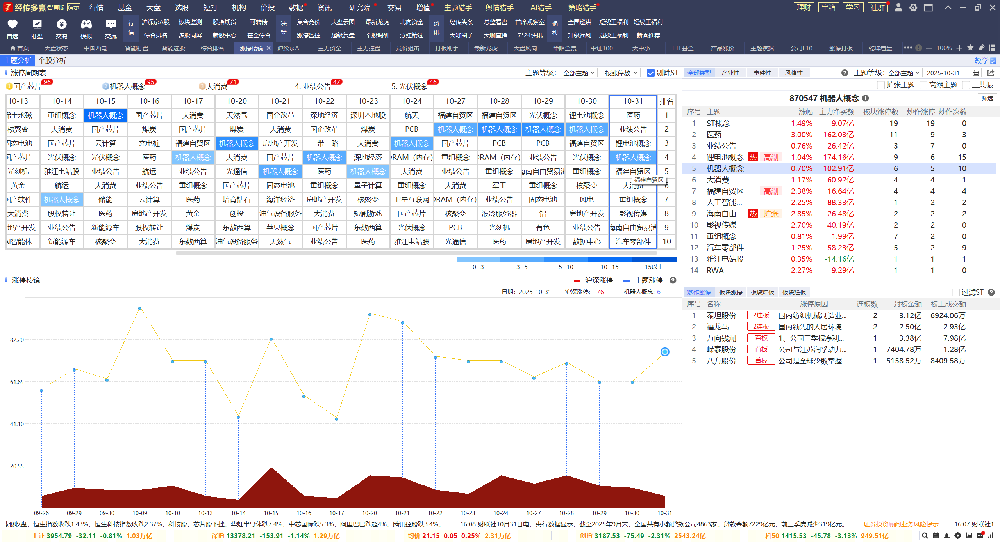 经传多赢 智尊版 演示 行情 基金 大盘 选股 短打 机构 价投 数据 资讯 研究院 交易 增值 主题猎手 舆情猎手 AI猎手 策略猎手 理财 宝箱 学习 社群
自选 盯盘 交易 模拟 交流 行情 沪深京A股 板块监测 股指期货 可转债 决策 集合竞价 大盘云图 最新龙虎 北向资金 资讯 经传头条 总监看盘 首席观察室 福利 全国巡讲 短线王福利 短线王福利
综合排名 多股同屏 新股中心 基金综合 涨停监控 超级复盘 个股调研 分红精选 大咖圈子 大咖直播 7*24快讯 升级福利 选股王福利 新客推荐
首页 大盘状态 中国西电 智能盯盘 智能选股 综合排名 涨停棱镜 沪深京A... 主力资金 主力控盘 竞价狙击 打板助手 最新龙虎 大盘风向 策略全景 中证100... 大中小... ETF基金 产品涨价 主题挖掘 公司F10 涨停打板 乾坤看盘 100%
主题分析 个股分析 教学
涨停周期表 主题等级： 全部主题 按涨停数 剔除ST
1 国产芯片 96 2 机器人概念 95 3 大消费 71 4. 业绩公告 47 5. 光伏概念 46
10-13 10-14 10-15 10-16 10-17 10-20 10-21 10-22 10-23 10-24 10-27 10-28 10-29 10-30 10-31 排名
稀土永磁 重组概念 机器人概念 国产芯片 大消费 天然气 国企改革 深地经济 深圳本地股 航天 福建自贸区 福建自贸区 光伏概念 锂电池概念 医药 1
核聚变 大消费 国产芯片 煤炭 国产芯片 煤炭 大消费 国企改革 煤炭 PCB 机器人概念 机器人概念 机器人概念 机器人概念 业绩公告 2
固态电池 国产芯片 云计算 充电桩 福建自贸区 机器人概念 房地产开发 一带一路 大消费 机器人概念 国产芯片 PCB PCB 福建自贸区 锂电池概念 3
国产芯片 光伏概念 光伏概念 医药 机器人概念 大消费 国产芯片 机器人概念 深地经济 DRAM（内存） 重组概念 DRAM（内存） 业绩公告 光伏概念 机器人概念 4
光刻机 雅江电站股 业绩公告 航运 业绩公告 光通信 机器人概念 医药 机器人概念 大消费 业绩公告 重组概念 海南自由贸易港 重组概念 福建自贸区 5
黄金 航运 大消费 业绩公告 重组概念 国产芯片 固态电池 重组概念 量子计算 重组概念 大消费 军工 重组概念 核聚变 大消费 6
福建自贸区
国产软件 机器人概念 储能 云计算 医药 培育钻石 海洋经济 房地产开发 核聚变 卫星互联网 DRAM（内存） 业绩公告 固态电池 风电 重组概念 7
大消费 股权转让 医药 房地产开发 黄金 创投 油气设备服务 大消费 短剧游戏 国产芯片 核聚变 液冷服务器 铝 房地产开发 影视传媒 8
房地产开发 业绩公告 新能源车 股权转让 煤炭 东数西算 苹果概念 国产芯片 东数西算 光伏概念 PCB 光刻机 有色 业绩公告 海南自由贸易港 9
AI智能体 新能源车 核聚变 大消费 东数西算 油气设备服务 天然气 业绩公告 医药 雅江电站股 光通信 医药 房地产开发 数据中心 汽车零部件 10
0~3 3~5 5~10 10~15 15以上
涨停棱镜 沪深涨停 主题涨停
日期：2025-10-31 沪深涨停: 76 机器人概念: 6
82.20
61.65
41.10
20.55
09-26 09-29 09-30 10-09 10-10 10-13 10-14 10-15 10-16 10-17 10-20 10-21 10-22 10-23 10-24 10-27 10-28 10-29 10-30 10-31
全部类型 产业性 事件性 风格性 主题等级: 全部主题 2025-10-31
扩张主题 高潮主题 三共振
870547 机器人概念 筛选
序号 主题 涨幅 主力净买额 板块涨停数 炒作涨停 炒作次数
1 ST概念 1.49% 9.07亿 19 19 0
2 医药 3.00% 162.03亿 11 9 3
3 业绩公告 0.76% 26.42亿 3 7 0
4 锂电池概念 热 高潮 1.04% 174.16亿 9 6 15
5 机器人概念 0.70% 102.91亿 6 5 10
6 大消费 1.17% 60.92亿 4 4 1
7 福建自贸区 高潮 2.38% 16.64亿 4 4 4
8 人工智能... 2.25% 88.33亿 1 2 2
9 海南自由... 热 扩张 2.85% 26.48亿 2 2 2
10 影视传媒 2.70% 40.19亿 2 2 0
11 重组概念 0.81% 1.99亿 7 2 0
12 汽车零部件 1.25% 58.23亿 5 2 9
13 雅江电站股 0.35% -14.16亿 1 1 1
14 RWA 2.27% 9.29亿 1 1 0
炒作涨停 板块涨停 板块炸板 板块烂板 过滤ST
序号 名称 涨停原因 连板数 封板金额 板上成交额
1 泰坦股份 2连板 国内纺织机械制造业... 2 3.12亿 6924.06万
2 福龙马 2连板 国内领先的人居环境... 2 2.50亿 2.93亿
3 万向钱潮 首板 1、公司三季报净利... 1 3.38亿 7.98亿
4 嵘泰股份 首板 公司与江苏润孚动力... 1 7404.78万 1.28亿
5 八方股份 首板 公司是全球少数掌握... 1 5158.52万 8409.58万
股收盘，恒生指数收跌1.43%，恒生科技指数收跌2.37%，科技股、芯片股下挫，华虹半导体跌7.4%，中芯国际跌5.3%，阿里巴巴跌超4%，腾讯控股跌3.4%。 16:08 财联社10月31日电，央行数据显示，截至2025年9月末，全国共有小额贷款公司4863家。贷款余额7229亿元，前三季度减少319亿元。 证券投资顾问业务风险提示 16:07 财联社1
上证 3954.79 -32.11 -0.81% 1.03万亿 深指 13378.21 -153.91 -1.14% 1.29万亿 均价 21.15 0.05 0.25% 2.31万亿 创指 3187.53 -75.49 -2.31% 2543.24亿 科50 1415.53 -45.78 -3.13% 949.51亿